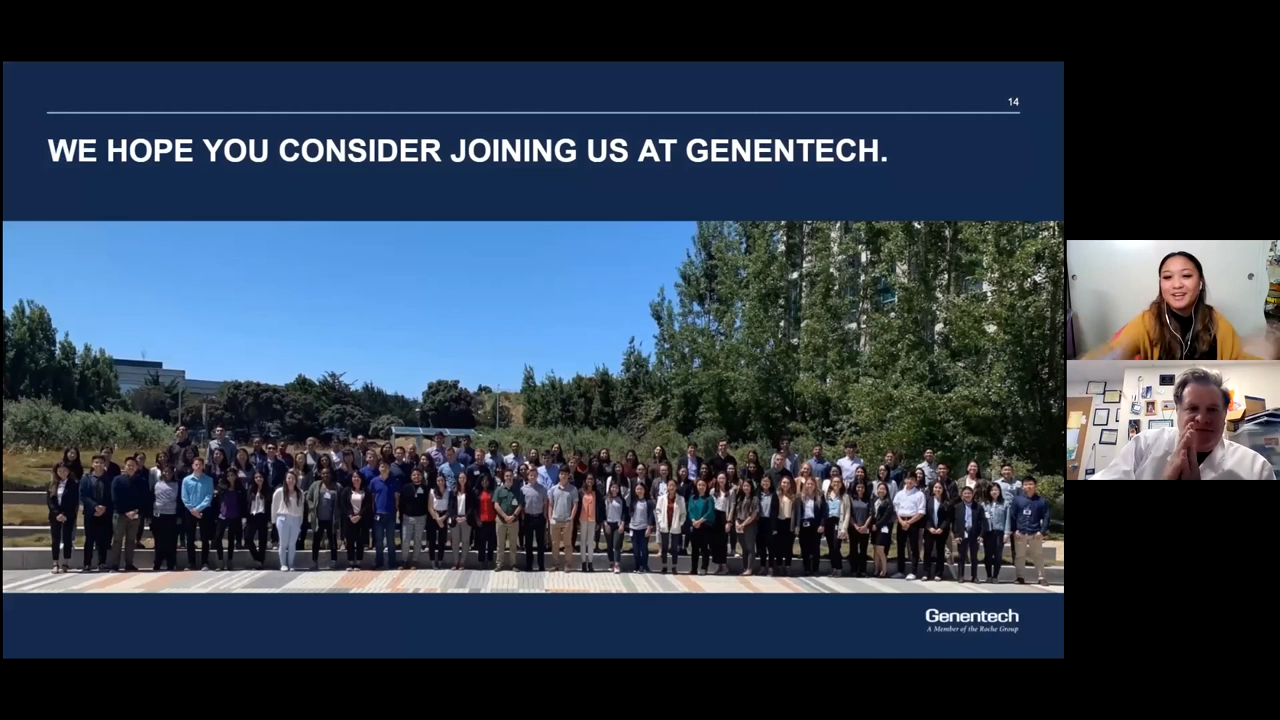 14
WE HOPE YOU CONSIDER JOINING US AT GENENTECH.
Genentech
A Member of the Roche Group